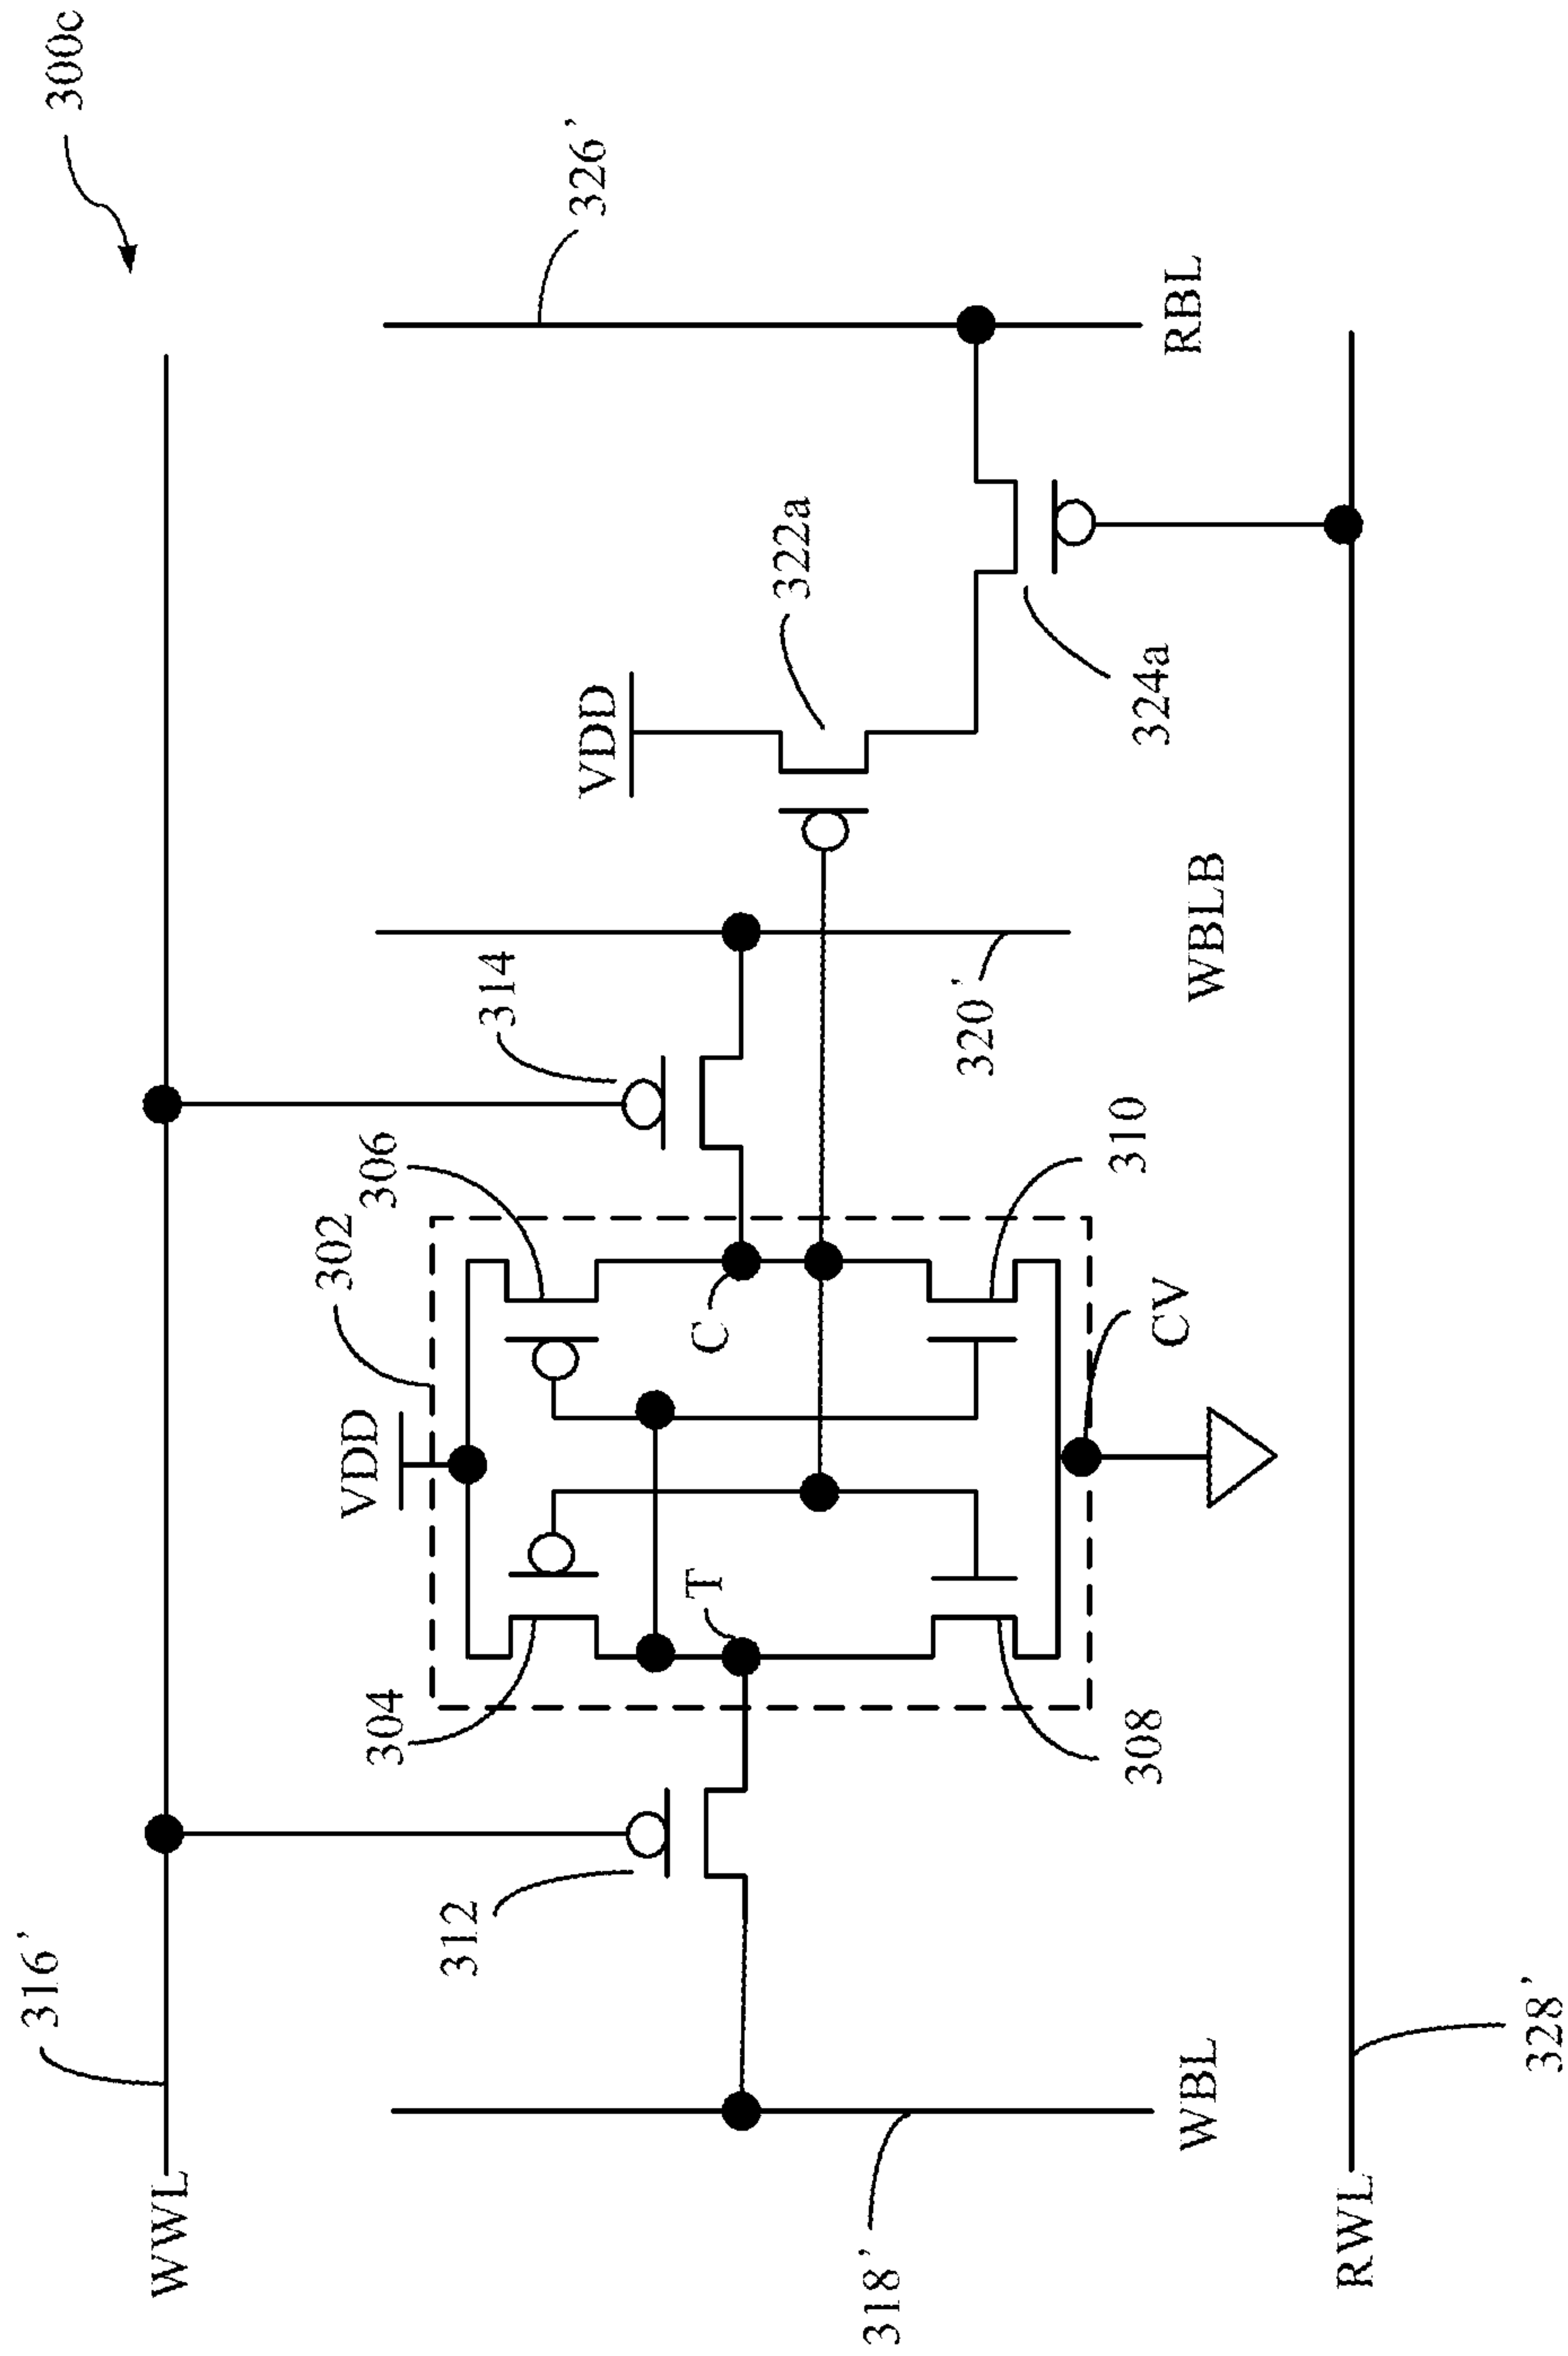 300c
316'
WWL
302
VDD
304
306
312
314
T
C
308
310
CV
318'
WBL
320'
WBLB
VDD
322a
324a
326'
RBL
RWL
328'